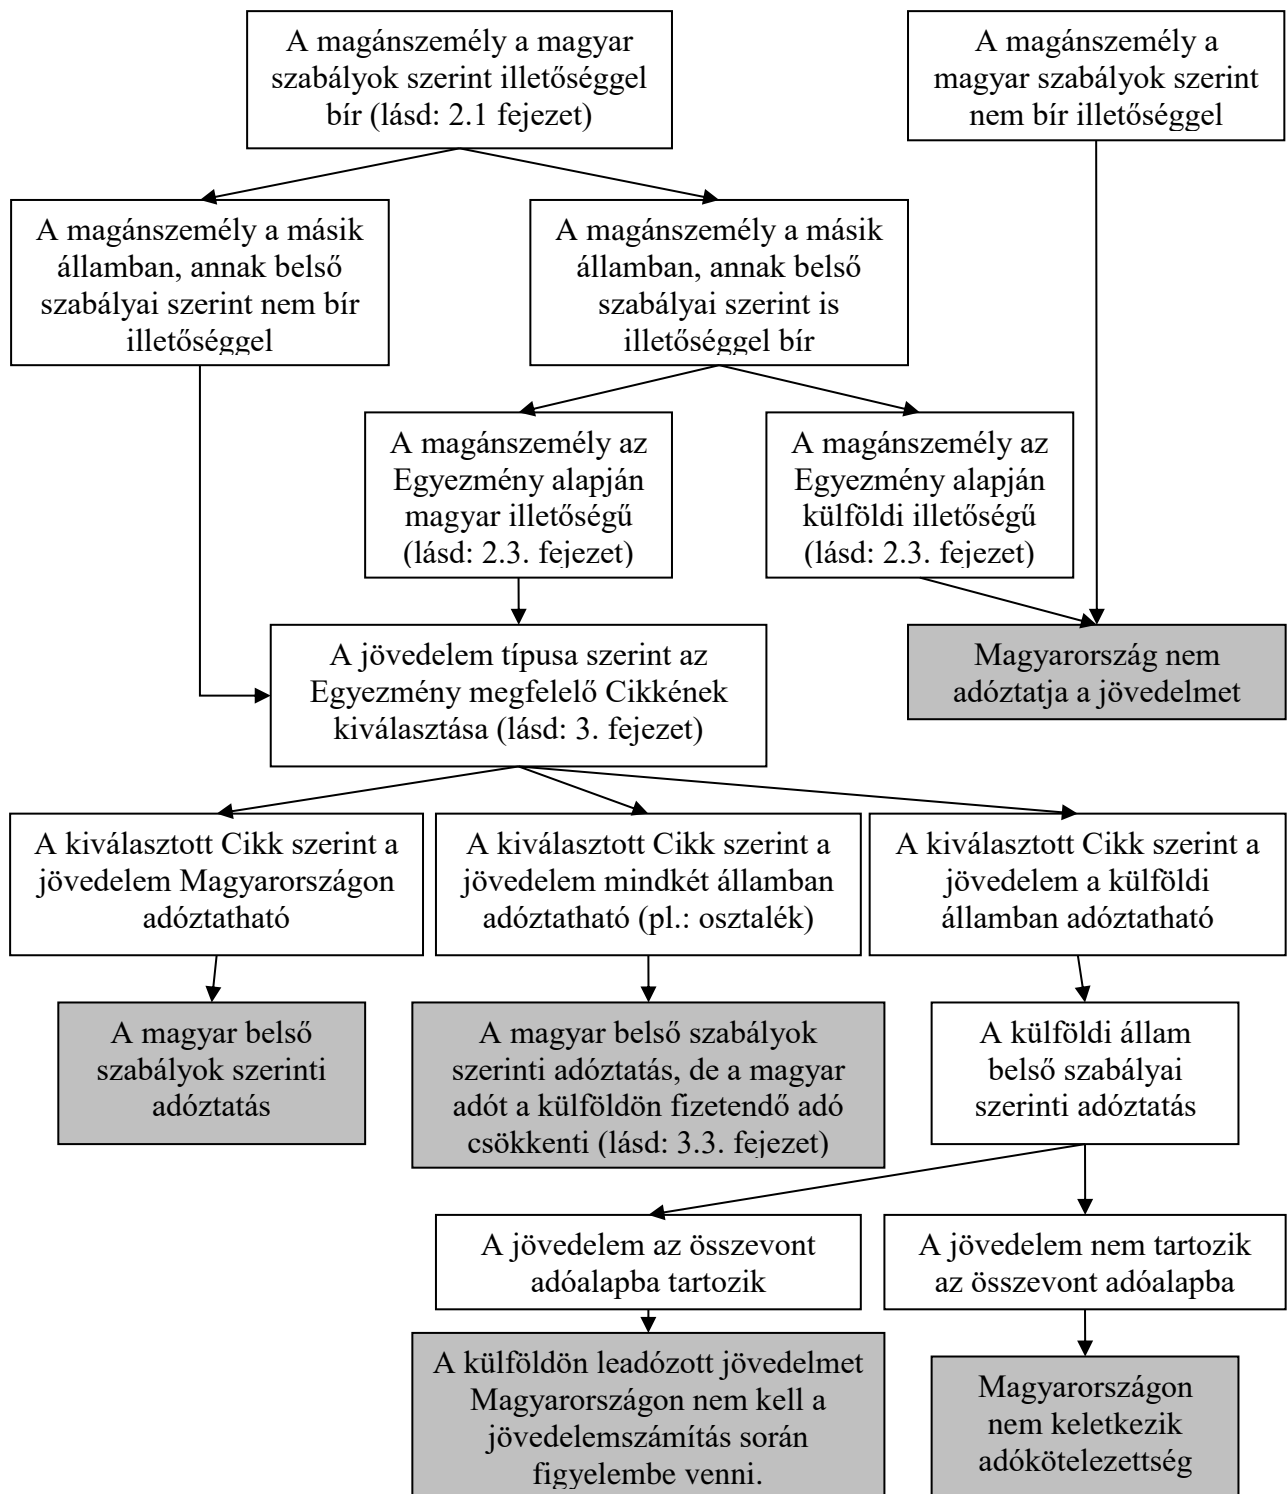 A magánszemély a magyar
szabályok szerint illetőséggel
bír (lásd: 2.1 fejezet)
A magánszemély a
magyar szabályok szerint
nem bír illetőséggel
A magánszemély a másik
államban, annak belső
szabályai szerint nem bír
illetőséggel
A magánszemély a másik
államban, annak belső
szabályai szerint is
illetőséggel bír
A magánszemély az
Egyezmény alapján
magyar illetőségű
(lásd: 2.3. fejezet)
A magánszemély az
Egyezmény alapján
külföldi illetőségű
(lásd: 2.3. fejezet)
A jövedelem típusa szerint az
Egyezmény megfelelő Cikkének
kiválasztása (lásd: 3. fejezet)
Magyarország nem
adóztatja a jövedelmet
A kiválasztott Cikk szerint a
jövedelem Magyarországon
adóztatható
A kiválasztott Cikk szerint a
jövedelem mindkét államban
adóztatható (pl.: osztalék)
A kiválasztott Cikk szerint a
jövedelem a külföldi
államban adóztatható
A magyar belső
szabályok szerinti
adóztatás
A magyar belső szabályok
szerinti adóztatás, de a magyar
adót a külföldön fizetendő adó
csökkenti (lásd: 3.3. fejezet)
A külföldi állam
belső szabályai
szerinti adóztatás
A jövedelem az összevont
adóalapba tartozik
A jövedelem nem tartozik
az összevont adóalapba
A külföldön leadózott jövedelmet
Magyarországon nem kell a
jövedelemszámítás során
figyelembe venni.
Magyarországon
nem keletkezik
adókötelezettség